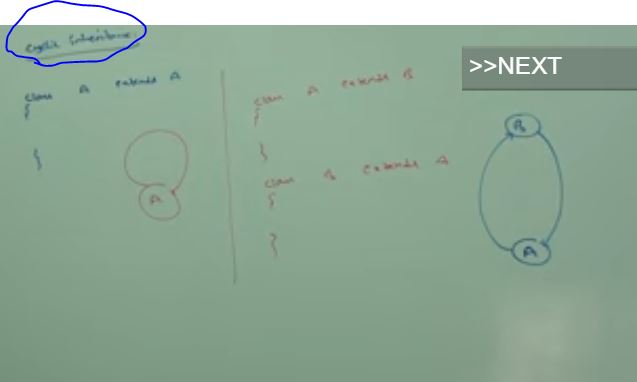 Cyclic Inheritance.
>>NEXT
class A extends A
{
}
A
class A extends B
{
}
class B extends A
{
}
B
A